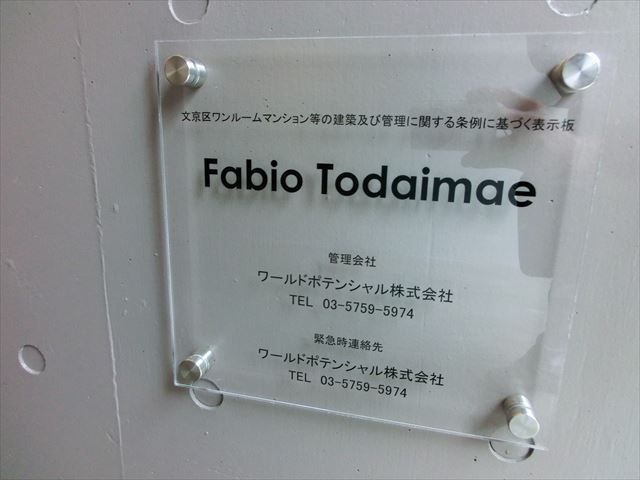 文京区ワンルームマンション等の建築及び管理に関する条例に基づく表示板
Fabio Todaimae
管理会社
ワールドポテンシャル株式会社
TEL 03-5759-5974
緊急時連絡先
ワールドポテンシャル株式会社
TEL 03-5759-5974